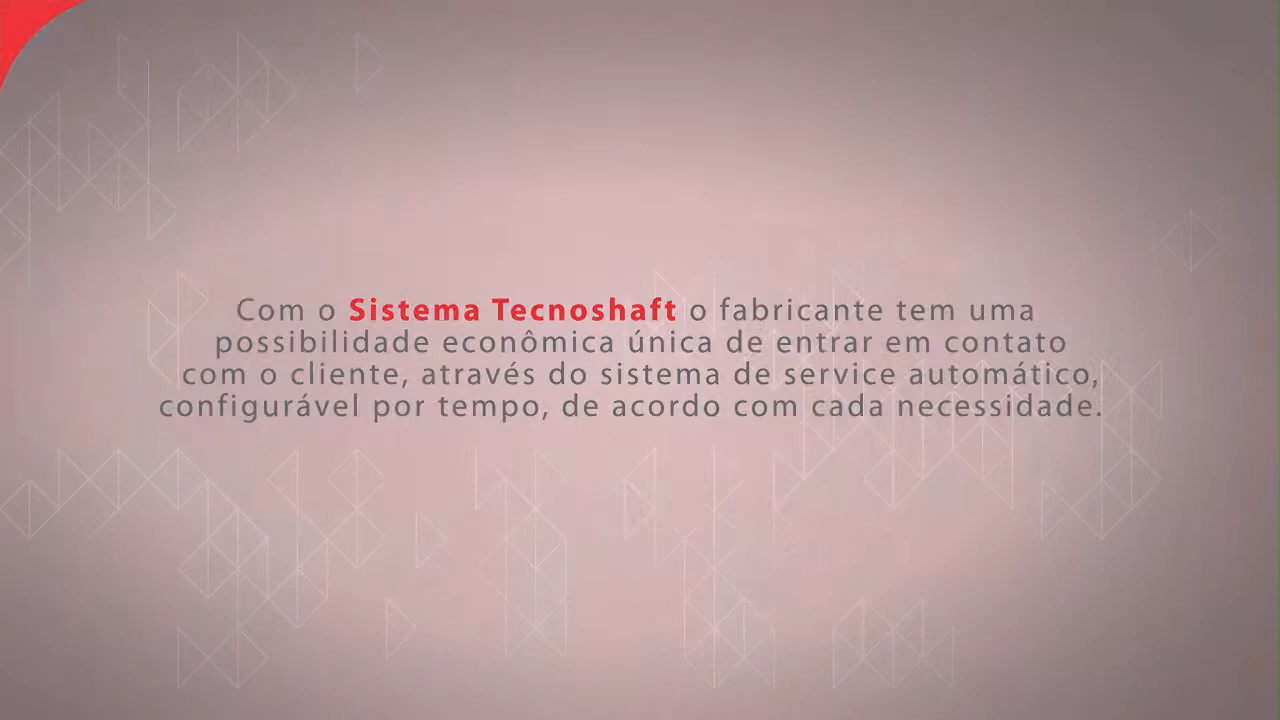 Com o Sistema Tecnoshaft o fabricante tem uma
possibilidade econômica única de entrar em contato
com o cliente, através do sistema de service automático,
configurável por tempo, de acordo com cada necessidade.